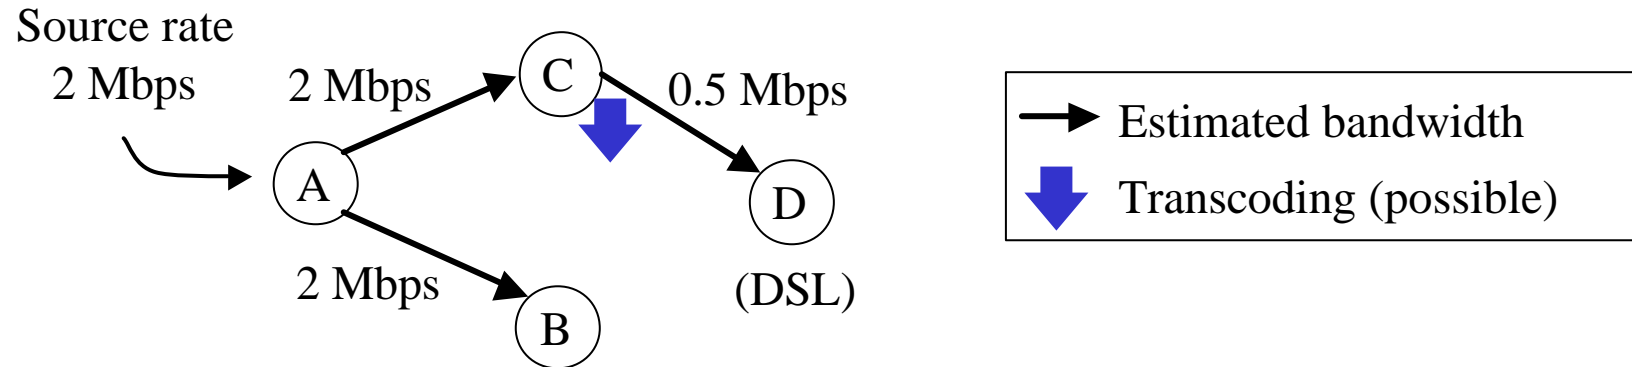 Source rate
2 Mbps
2 Mbps
C
0.5 Mbps
A
D
2 Mbps
(DSL)
B
Estimated bandwidth
Transcoding (possible)